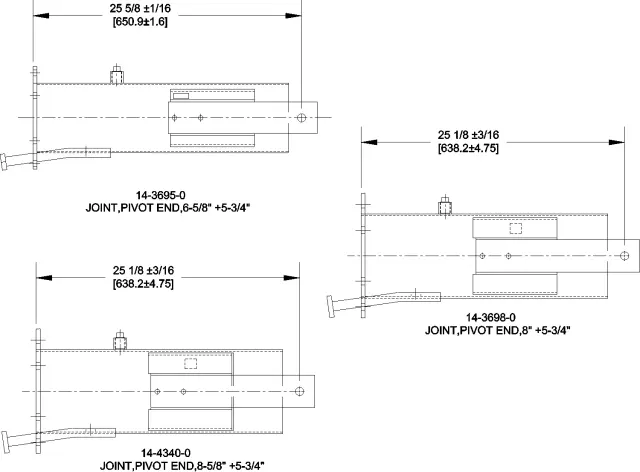 25 5/8 ±1/16
[650.9±1.6]
14-3695-0
JOINT,PIVOT END,6-5/8" +5-3/4"
25 1/8 ±3/16
[638.2±4.75]
14-3698-0
JOINT,PIVOT END,8" +5-3/4"
25 1/8 ±3/16
[638.2±4.75]
14-4340-0
JOINT,PIVOT END,8-5/8" +5-3/4"